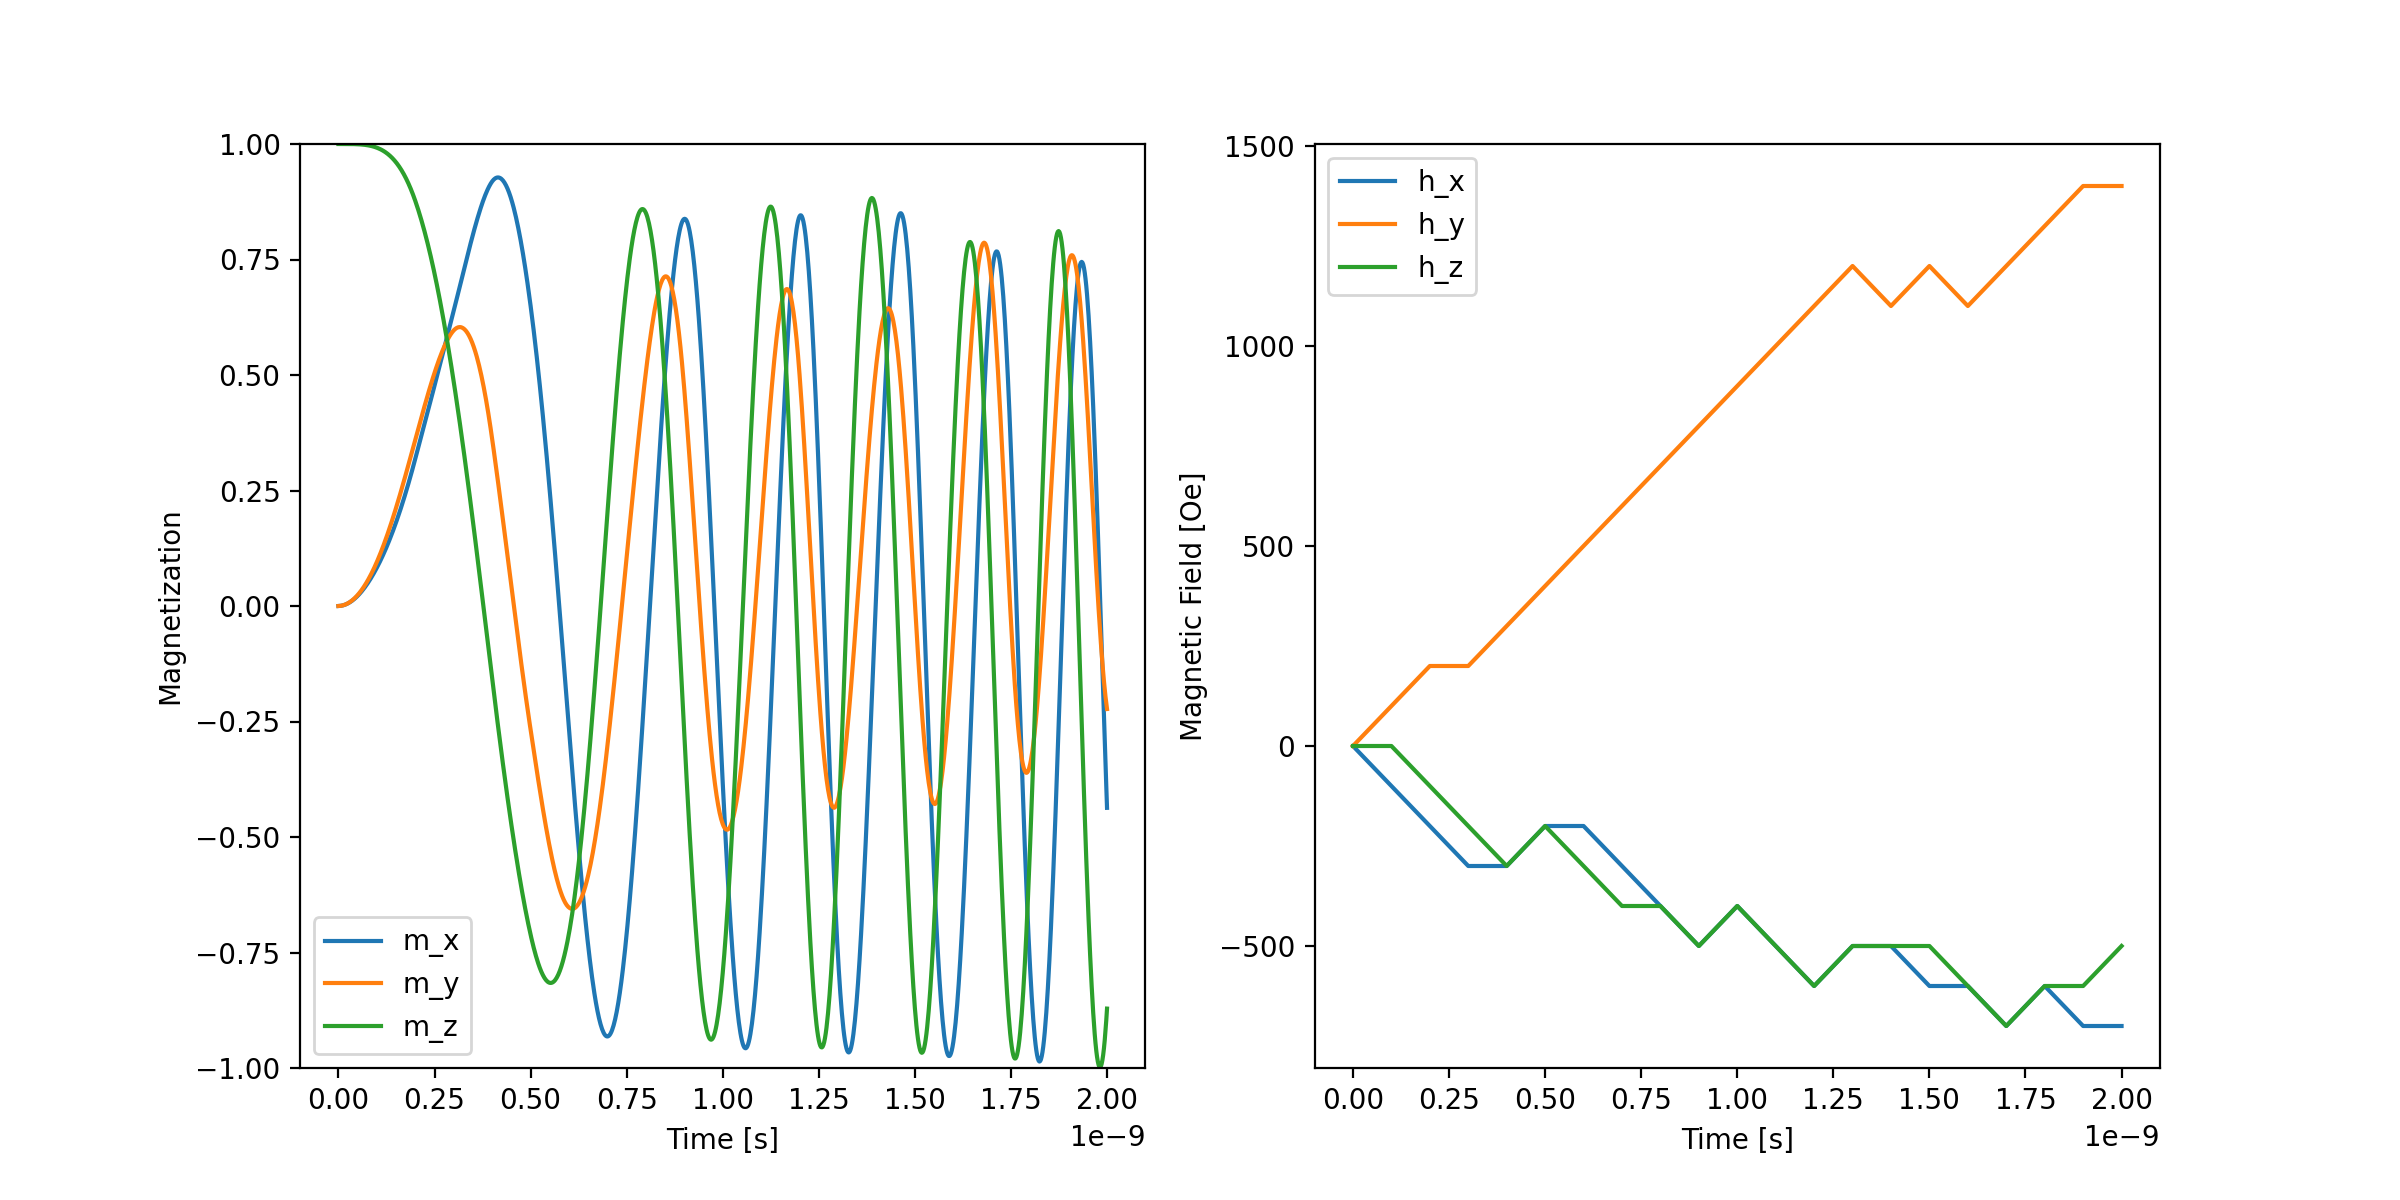 1.00
0.75
0.50
0.25
0.00
−0.25
−0.50
−0.75
−1.00
Magnetization
m_x
m_y
m_z
0.00 0.25 0.50 0.75 1.00 1.25 1.50 1.75 2.00
Time [s]
1e−9
1500
1000
500
0
−500
Magnetic Field [Oe]
h_x
h_y
h_z
0.00 0.25 0.50 0.75 1.00 1.25 1.50 1.75 2.00
Time [s]
1e−9